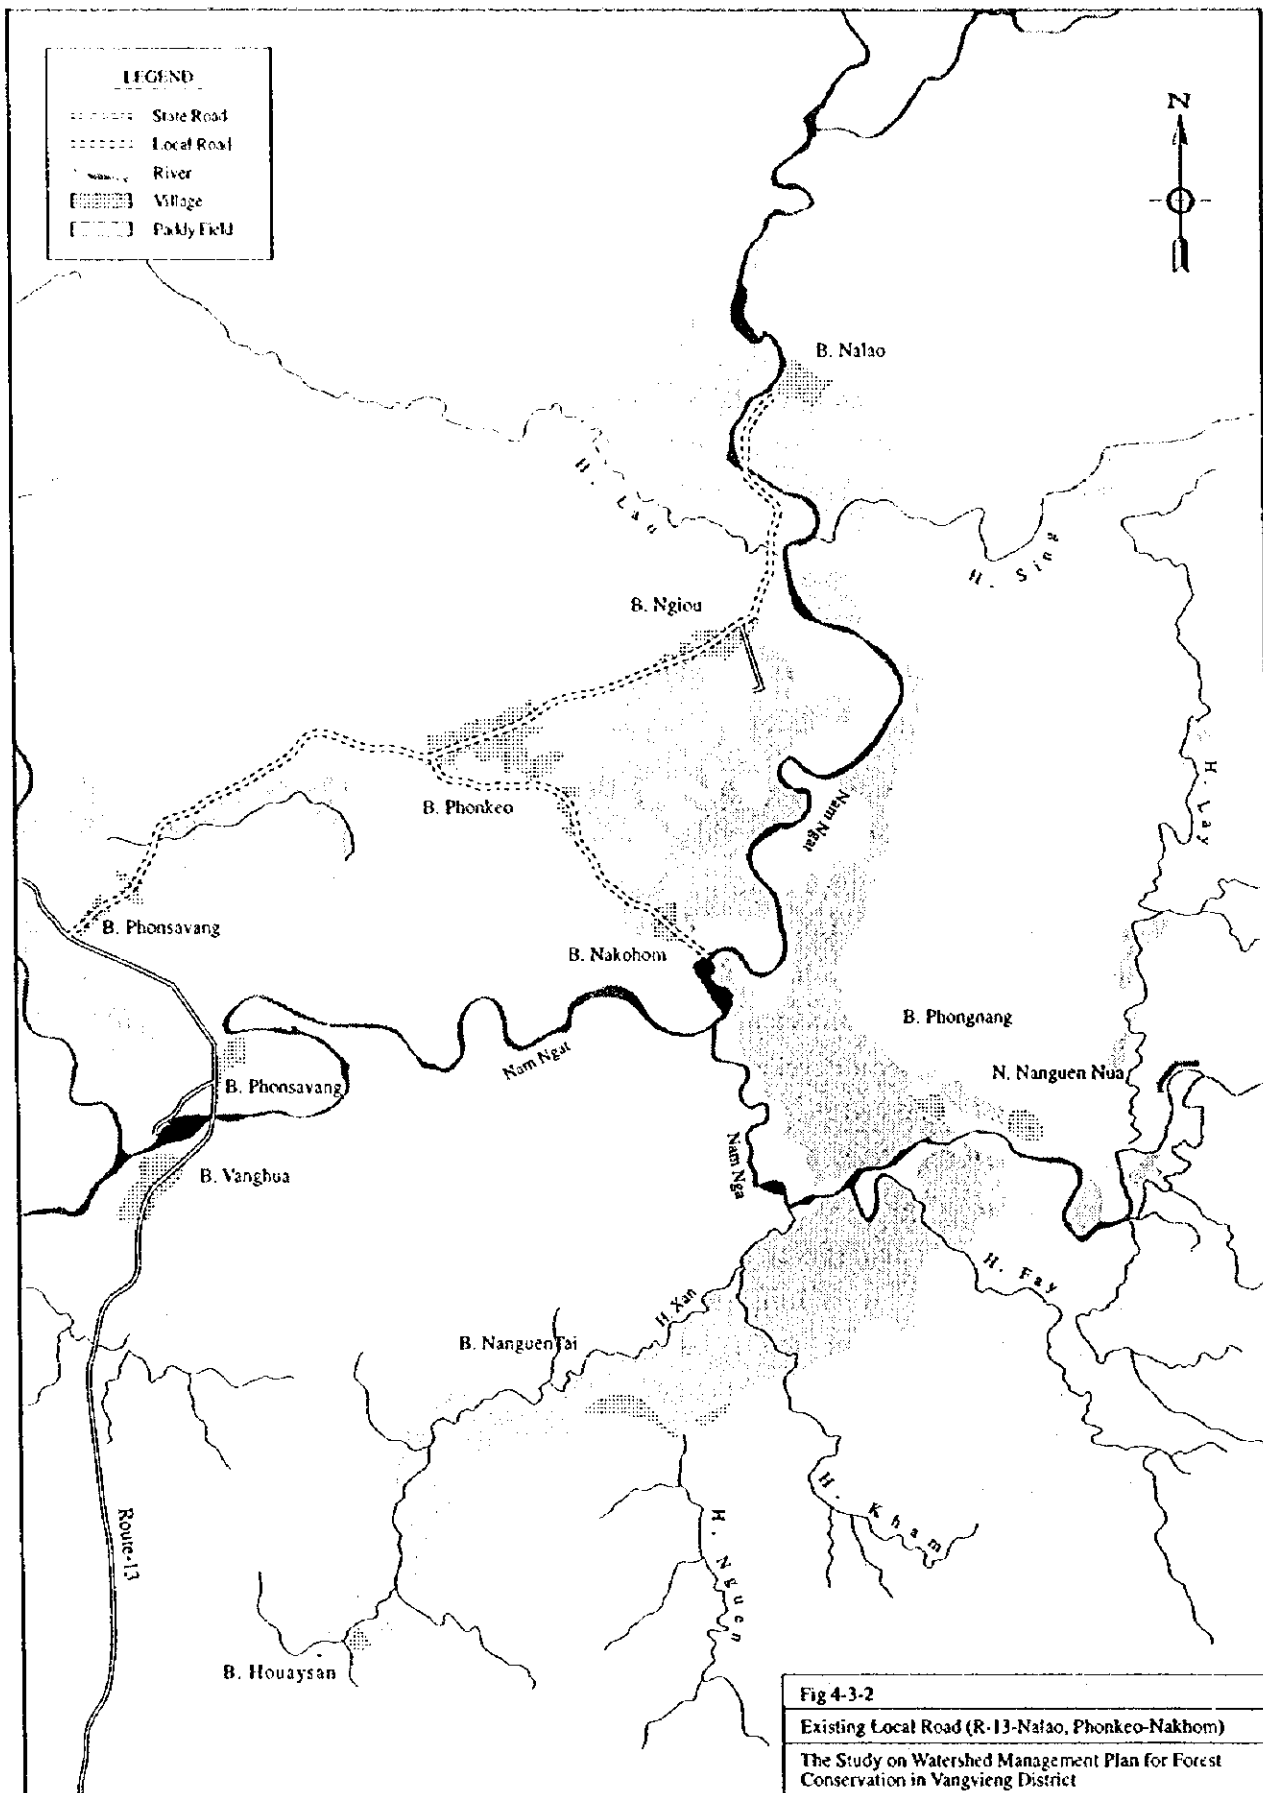 LEGEND
State Road
Local Road
River
Village
Paddy Field
N
B. Nalao
H. Lau
H. Sing
B. Ngiou
H. Lay
B. Phonkeo
Nam Ngat
B. Phonsavang
B. Nakohom
B. Phongnang
Nam Ngat
N. Nanguen Nua
B. Phonsavang
Nam Nga
B. Vanghua
H. Fay
H. Xan
B. NanguenTai
H. Kham
Route-13
H. Nguen
B. Houaysan
Fig 4-3-2
Existing Local Road (R-13-Nalao, Phonkeo-Nakhom)
The Study on Watershed Management Plan for Forest
Conservation in Vangvieng District